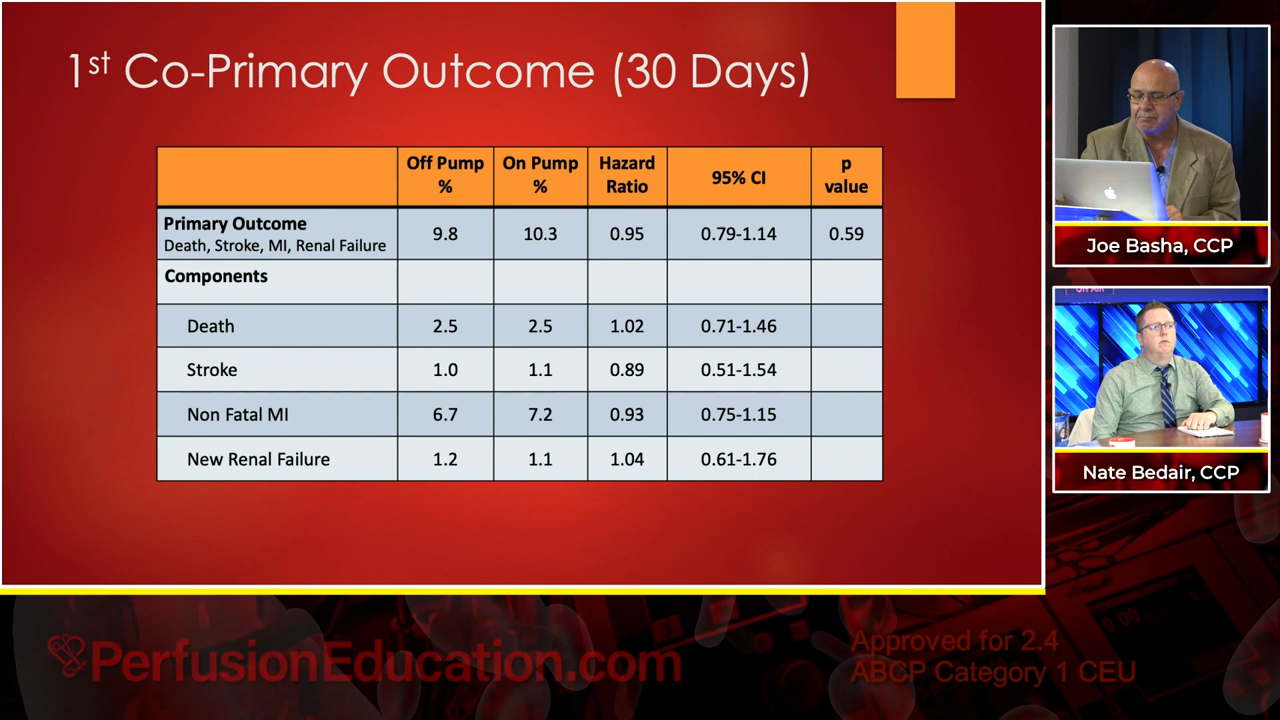 1st Co-Primary Outcome (30 Days)
Off Pump % On Pump % Hazard Ratio 95% CI p value
Primary Outcome
Death, Stroke, MI, Renal Failure 9.8 10.3 0.95 0.79-1.14 0.59
Components
Death 2.5 2.5 1.02 0.71-1.46
Stroke 1.0 1.1 0.89 0.51-1.54
Non Fatal MI 6.7 7.2 0.93 0.75-1.15
New Renal Failure 1.2 1.1 1.04 0.61-1.76
Joe Basha, CCP
ON AIR
Nate Bedair, CCP
PerfusionEducation.com
Approved for 2.4
ABCP Category 1 CEU